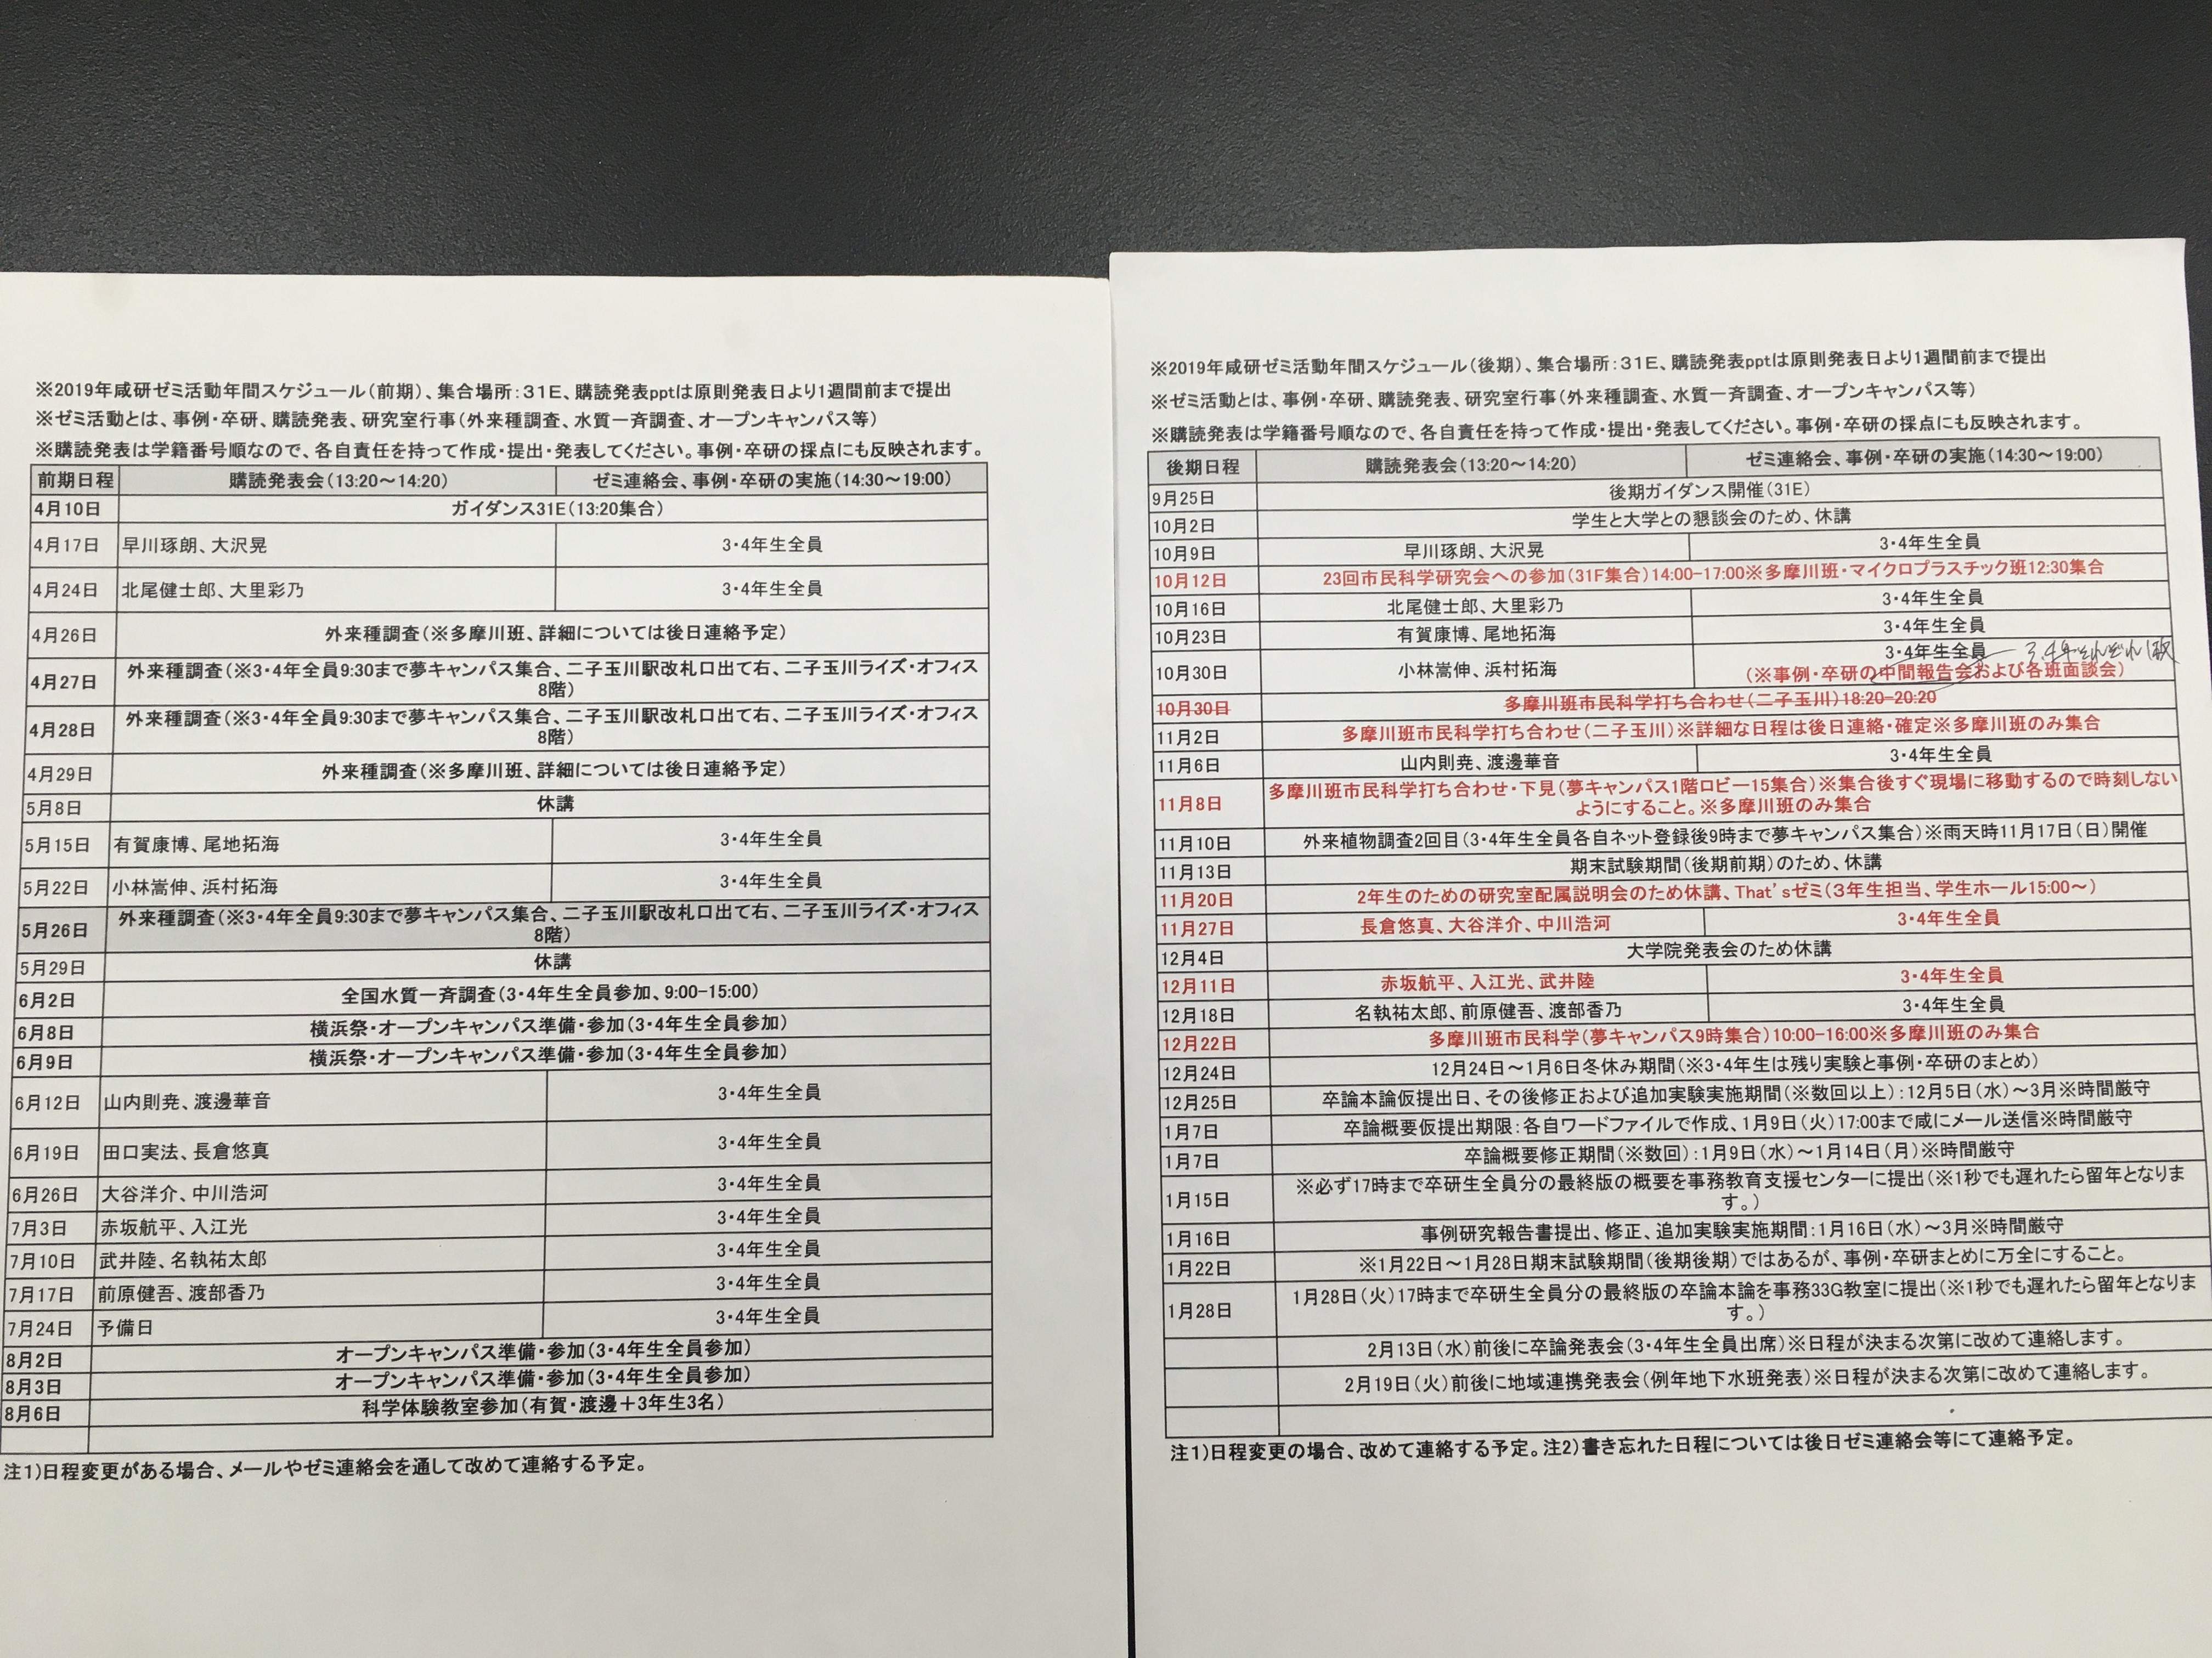 ※2019年咸研ゼミ活動年間スケジュール(前期)、集合場所:31E、購読発表pptは原則発表日より1週間前まで提出
※ゼミ活動とは、事例・卒研、購読発表、研究室行事(外来種調査、水質一斉調査、オープンキャンパス等)
※購読発表は学籍番号順なので、各自責任を持って作成・提出・発表してください。事例・卒研の採点にも反映されます。
前期日程 購読発表会(13:20～14:20) ゼミ連絡会、事例・卒研の実施(14:30～19:00)
4月10日 ガイダンス31E(13:20集合)
4月17日 早川琢朗、大沢晃 3・4年生全員
4月24日 北尾健士郎、大里彩乃 3・4年生全員
4月26日 外来種調査(※多摩川班、詳細については後日連絡予定)
4月27日 外来種調査(※3・4年全員9:30まで夢キャンパス集合、二子玉川駅改札口出て右、二子玉川ライズ・オフィス
8階)
4月28日 外来種調査(※3・4年全員9:30まで夢キャンパス集合、二子玉川駅改札口出て右、二子玉川ライズ・オフィス
8階)
4月29日 外来種調査(※多摩川班、詳細については後日連絡予定)
5月8日 休講
5月15日 有賀康博、尾地拓海 3・4年生全員
5月22日 小林嵩伸、浜村拓海 3・4年生全員
5月26日 外来種調査(※3・4年全員9:30まで夢キャンパス集合、二子玉川駅改札口出て右、二子玉川ライズ・オフィス
8階)
5月29日 休講
6月2日 全国水質一斉調査(3・4年生全員参加、9:00-15:00)
6月8日 横浜祭・オープンキャンパス準備・参加(3・4年生全員参加)
6月9日 横浜祭・オープンキャンパス準備・参加(3・4年生全員参加)
6月12日 山内則尭、渡邊華音 3・4年生全員
6月19日 田口実法、長倉悠真 3・4年生全員
6月26日 大谷洋介、中川浩河 3・4年生全員
7月3日 赤坂航平、入江光 3・4年生全員
7月10日 武井陸、名執祐太郎 3・4年生全員
7月17日 前原健吾、渡部香乃 3・4年生全員
7月24日 予備日 3・4年生全員
8月2日 オープンキャンパス準備・参加(3・4年生全員参加)
8月3日 オープンキャンパス準備・参加(3・4年生全員参加)
8月6日 科学体験教室参加(有賀・渡邊+3年生3名)
注1)日程変更がある場合、メールやゼミ連絡会を通して改めて連絡する予定。
※2019年咸研ゼミ活動年間スケジュール(後期)、集合場所:31E、購読発表pptは原則発表日より1週間前まで提出
※ゼミ活動とは、事例・卒研、購読発表、研究室行事(外来種調査、水質一斉調査、オープンキャンパス等)
※購読発表は学籍番号順なので、各自責任を持って作成・提出・発表してください。事例・卒研の採点にも反映されます。
後期日程 購読発表会(13:20～14:20) ゼミ連絡会、事例・卒研の実施(14:30～19:00)
9月25日 後期ガイダンス開催(31E)
10月2日 学生と大学との懇談会のため、休講
10月9日 早川琢朗、大沢晃 3・4年生全員
10月12日 23回市民科学研究会への参加(31F集合)14:00-17:00※多摩川班・マイクロプラスチック班12:30集合
10月16日 北尾健士郎、大里彩乃 3・4年生全員
10月23日 有賀康博、尾地拓海 3・4年生全員
10月30日 小林嵩伸、浜村拓海 3・4年生全員 3.4年それぞれ1枚
(※事例・卒研の中間報告会および各班面談会)
10月30日 多摩川班市民科学打ち合わせ(二子玉川)18:20-20:20
11月2日 多摩川班市民科学打ち合わせ(二子玉川)※詳細な日程は後日連絡・確定※多摩川班のみ集合
11月6日 山内則尭、渡邊華音 3・4年生全員
11月8日 多摩川班市民科学打ち合わせ・下見(夢キャンパス1階ロビー15集合)※集合後すぐ現場に移動するので時刻しない
ようにすること。※多摩川班のみ集合
11月10日 外来植物調査2回目(3・4年生全員各自ネット登録後9時まで夢キャンパス集合)※雨天時11月17日(日)開催
11月13日 期末試験期間(後期前期)のため、休講
11月20日 2年生のための研究室配属説明会のため休講、That'sゼミ(3年生担当、学生ホール15:00～)
11月27日 長倉悠真、大谷洋介、中川浩河 3・4年生全員
12月4日 大学院発表会のため休講
12月11日 赤坂航平、入江光、武井陸 3・4年生全員
12月18日 名執祐太郎、前原健吾、渡部香乃 3・4年生全員
12月22日 多摩川班市民科学(夢キャンパス9時集合)10:00-16:00※多摩川班のみ集合
12月24日 12月24日～1月6日冬休み期間(※3・4年生は残り実験と事例・卒研のまとめ)
12月25日 卒論本論仮提出日、その後修正および追加実験実施期間(※数回以上):12月5日(水)～3月※時間厳守
1月7日 卒論概要仮提出期限:各自ワードファイルで作成、1月9日(火)17:00まで咸にメール送信※時間厳守
1月7日 卒論概要修正期間(※数回):1月9日(水)～1月14日(月)※時間厳守
1月15日 ※必ず17時まで卒研生全員分の最終版の概要を事務教育支援センターに提出(※1秒でも遅れたら留年となりま
す。)
1月16日 事例研究報告書提出、修正、追加実験実施期間:1月16日(水)～3月※時間厳守
1月22日 ※1月22日～1月28日期末試験期間(後期後期)ではあるが、事例・卒研まとめに万全にすること。
1月28日 1月28日(火)17時まで卒研生全員分の最終版の卒論本論を事務33G教室に提出(※1秒でも遅れたら留年となりま
す。)
2月13日(水)前後に卒論発表会(3・4年生全員出席)※日程が決まる次第に改めて連絡します。
2月19日(火)前後に地域連携発表会(例年地下水班発表)※日程が決まる次第に改めて連絡します。
注1)日程変更の場合、改めて連絡する予定。注2)書き忘れた日程については後日ゼミ連絡会等にて連絡予定。